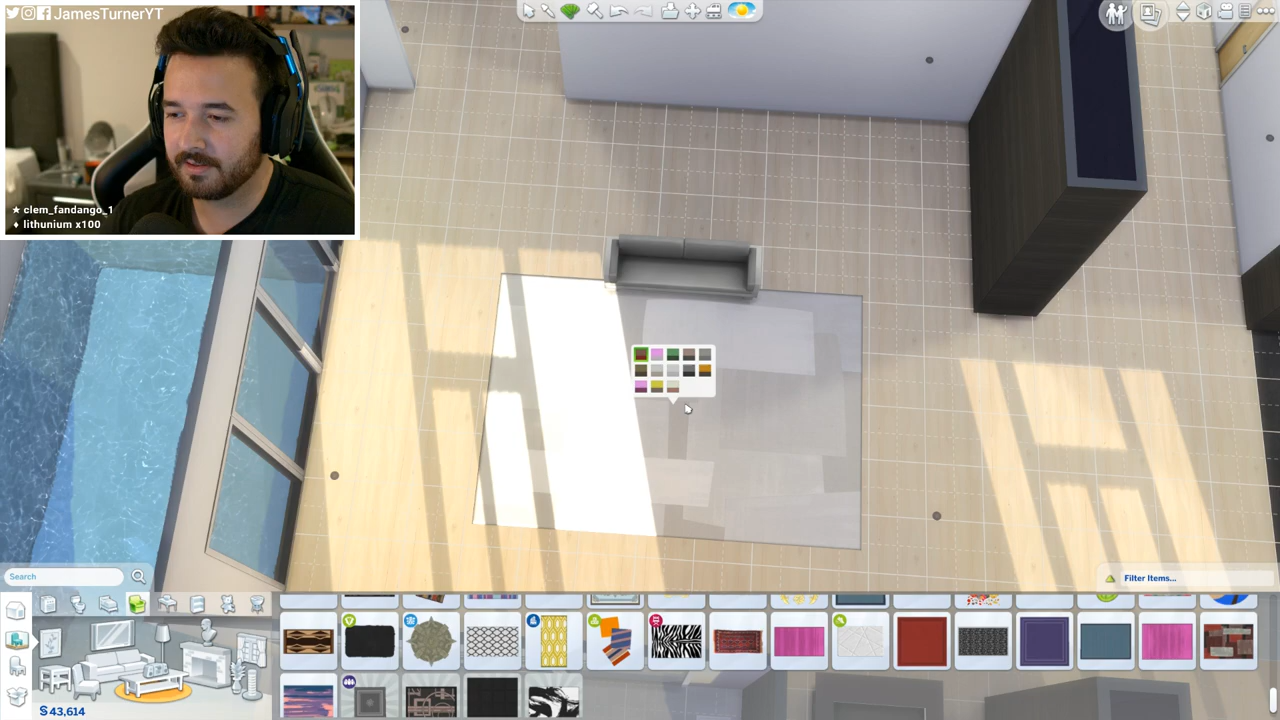 JamesTurnerYT
clem_fandango_1
lithunium x100
Search
Filter Items...
$43,614